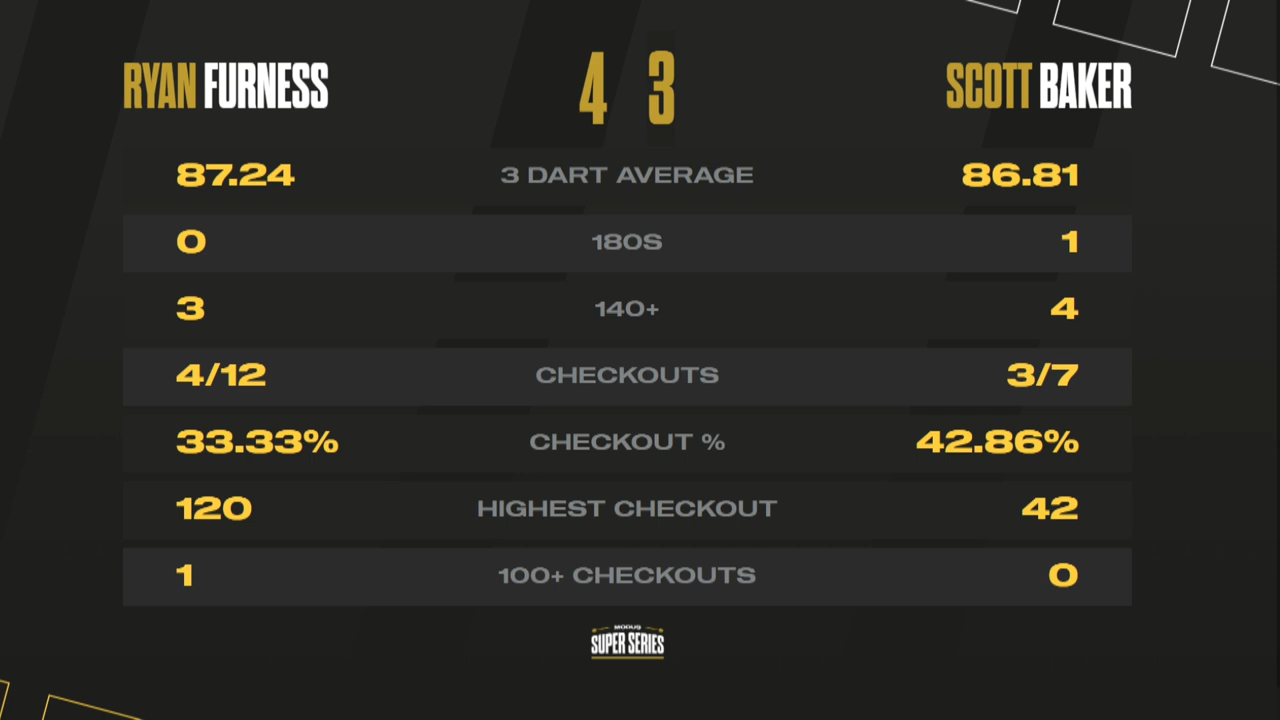 RYAN FURNESS 4 3 SCOTT BAKER
87.24 3 DART AVERAGE 86.81
0 180S 1
3 140+ 4
4/12 CHECKOUTS 3/7
33.33% CHECKOUT % 42.86%
120 HIGHEST CHECKOUT 42
1 100+ CHECKOUTS 0
MODUS
SUPER SERIES